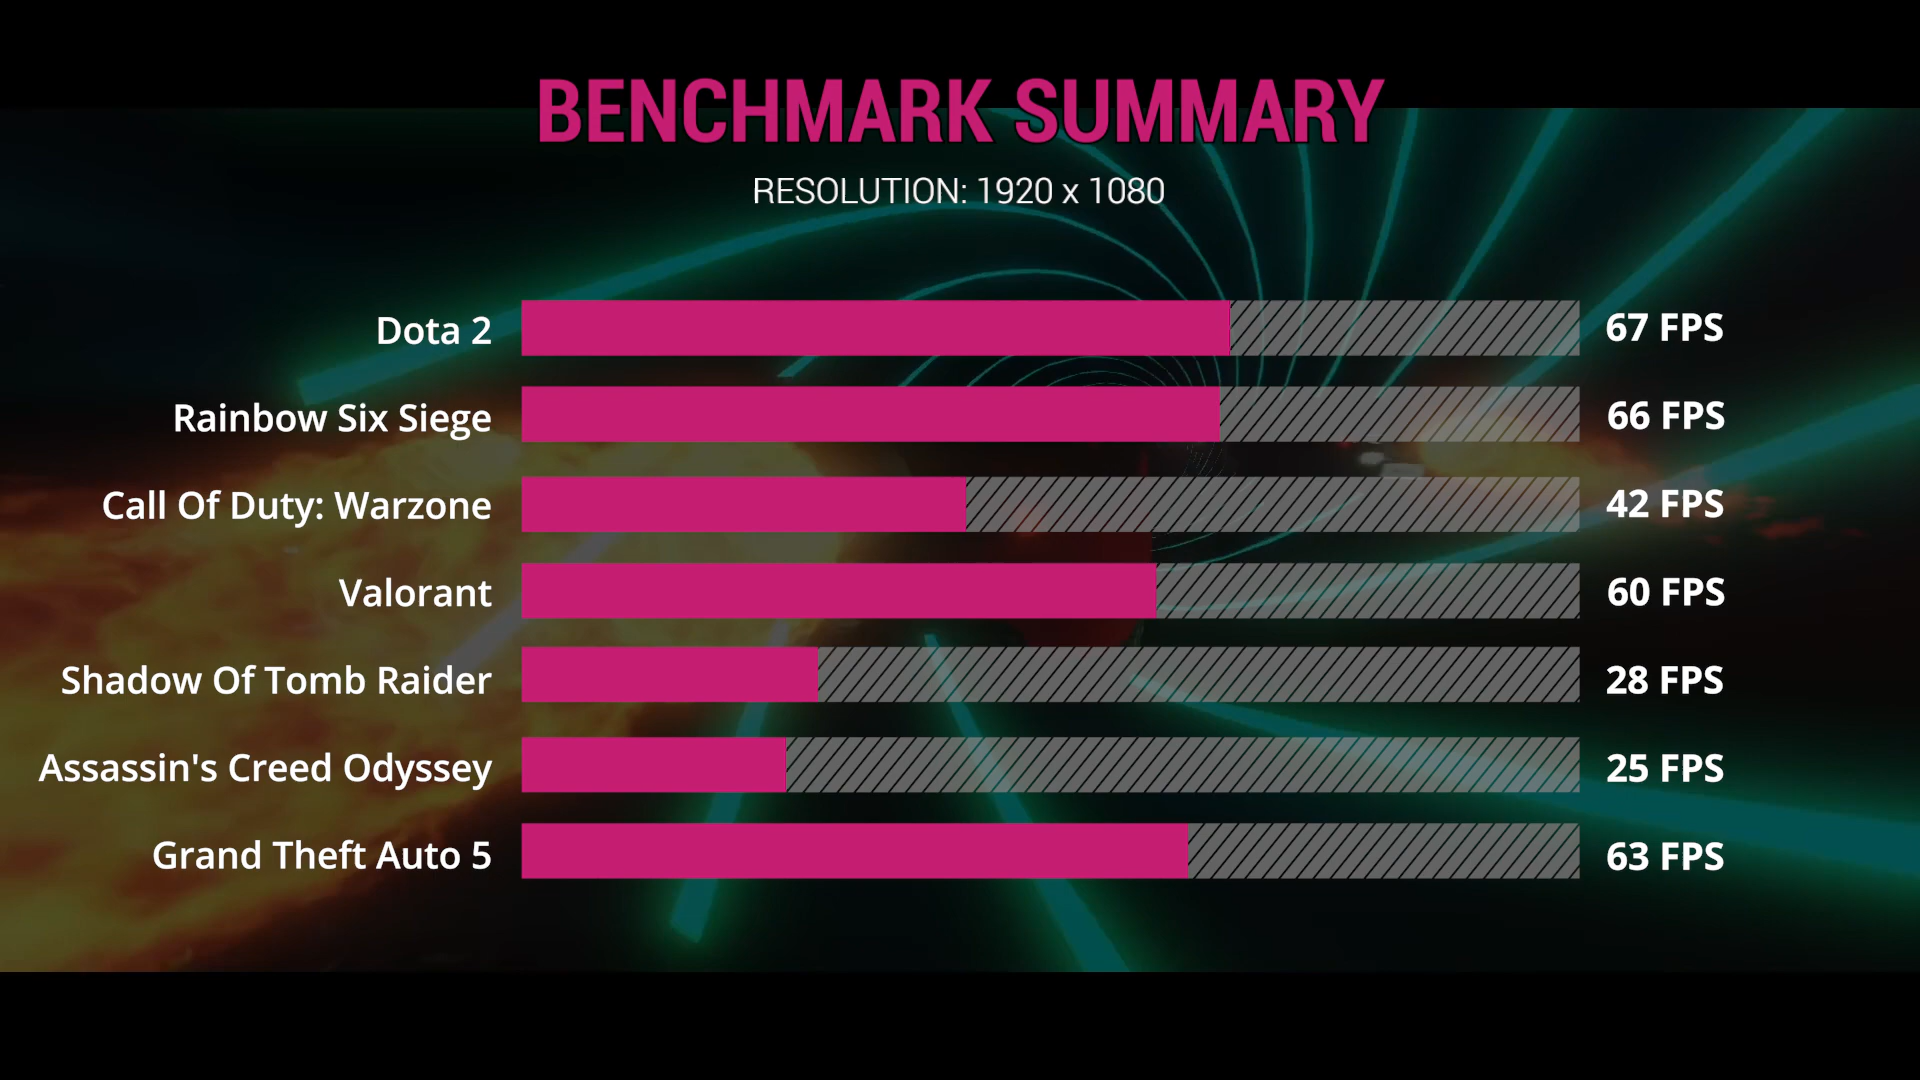 BENCHMARK SUMMARY
RESOLUTION: 1920 x 1080
Dota 2 67 FPS
Rainbow Six Siege 66 FPS
Call Of Duty: Warzone 42 FPS
Valorant 60 FPS
Shadow Of Tomb Raider 28 FPS
Assassin's Creed Odyssey 25 FPS
Grand Theft Auto 5 63 FPS